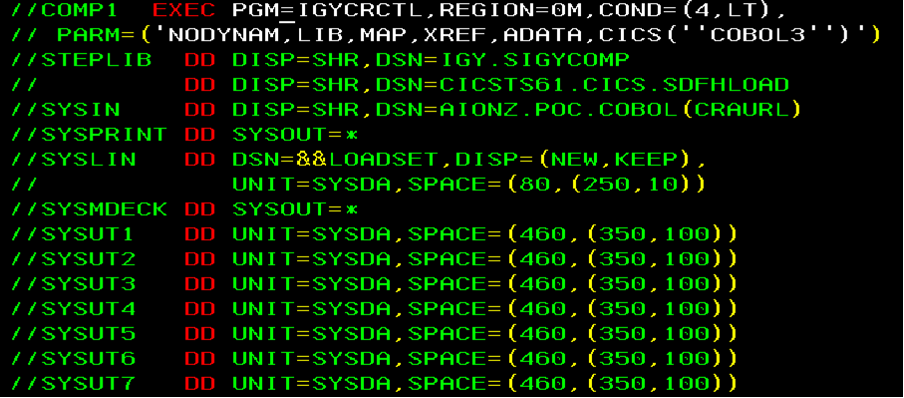 //COMP1  EXEC PGM=IGYCRCTL,REGION=0M,COND=(4,LT),
// PARM=('NODYNAM,LIB,MAP,XREF,ADATA,CICS(''COBOL3'')')
//STEPLIB  DD DISP=SHR,DSN=IGY.SIGYCOMP
//         DD DISP=SHR,DSN=CICSTS61.CICS.SDFHLOAD
//SYSIN    DD DISP=SHR,DSN=AIONZ.POC.COBOL(CRAURL)
//SYSPRINT DD SYSOUT=*
//SYSLIN   DD DSN=&&LOADSET,DISP=(NEW,KEEP),
//            UNIT=SYSDA,SPACE=(80,(250,10))
//SYSMDECK DD SYSOUT=*
//SYSUT1   DD UNIT=SYSDA,SPACE=(460,(350,100))
//SYSUT2   DD UNIT=SYSDA,SPACE=(460,(350,100))
//SYSUT3   DD UNIT=SYSDA,SPACE=(460,(350,100))
//SYSUT4   DD UNIT=SYSDA,SPACE=(460,(350,100))
//SYSUT5   DD UNIT=SYSDA,SPACE=(460,(350,100))
//SYSUT6   DD UNIT=SYSDA,SPACE=(460,(350,100))
//SYSUT7   DD UNIT=SYSDA,SPACE=(460,(350,100))